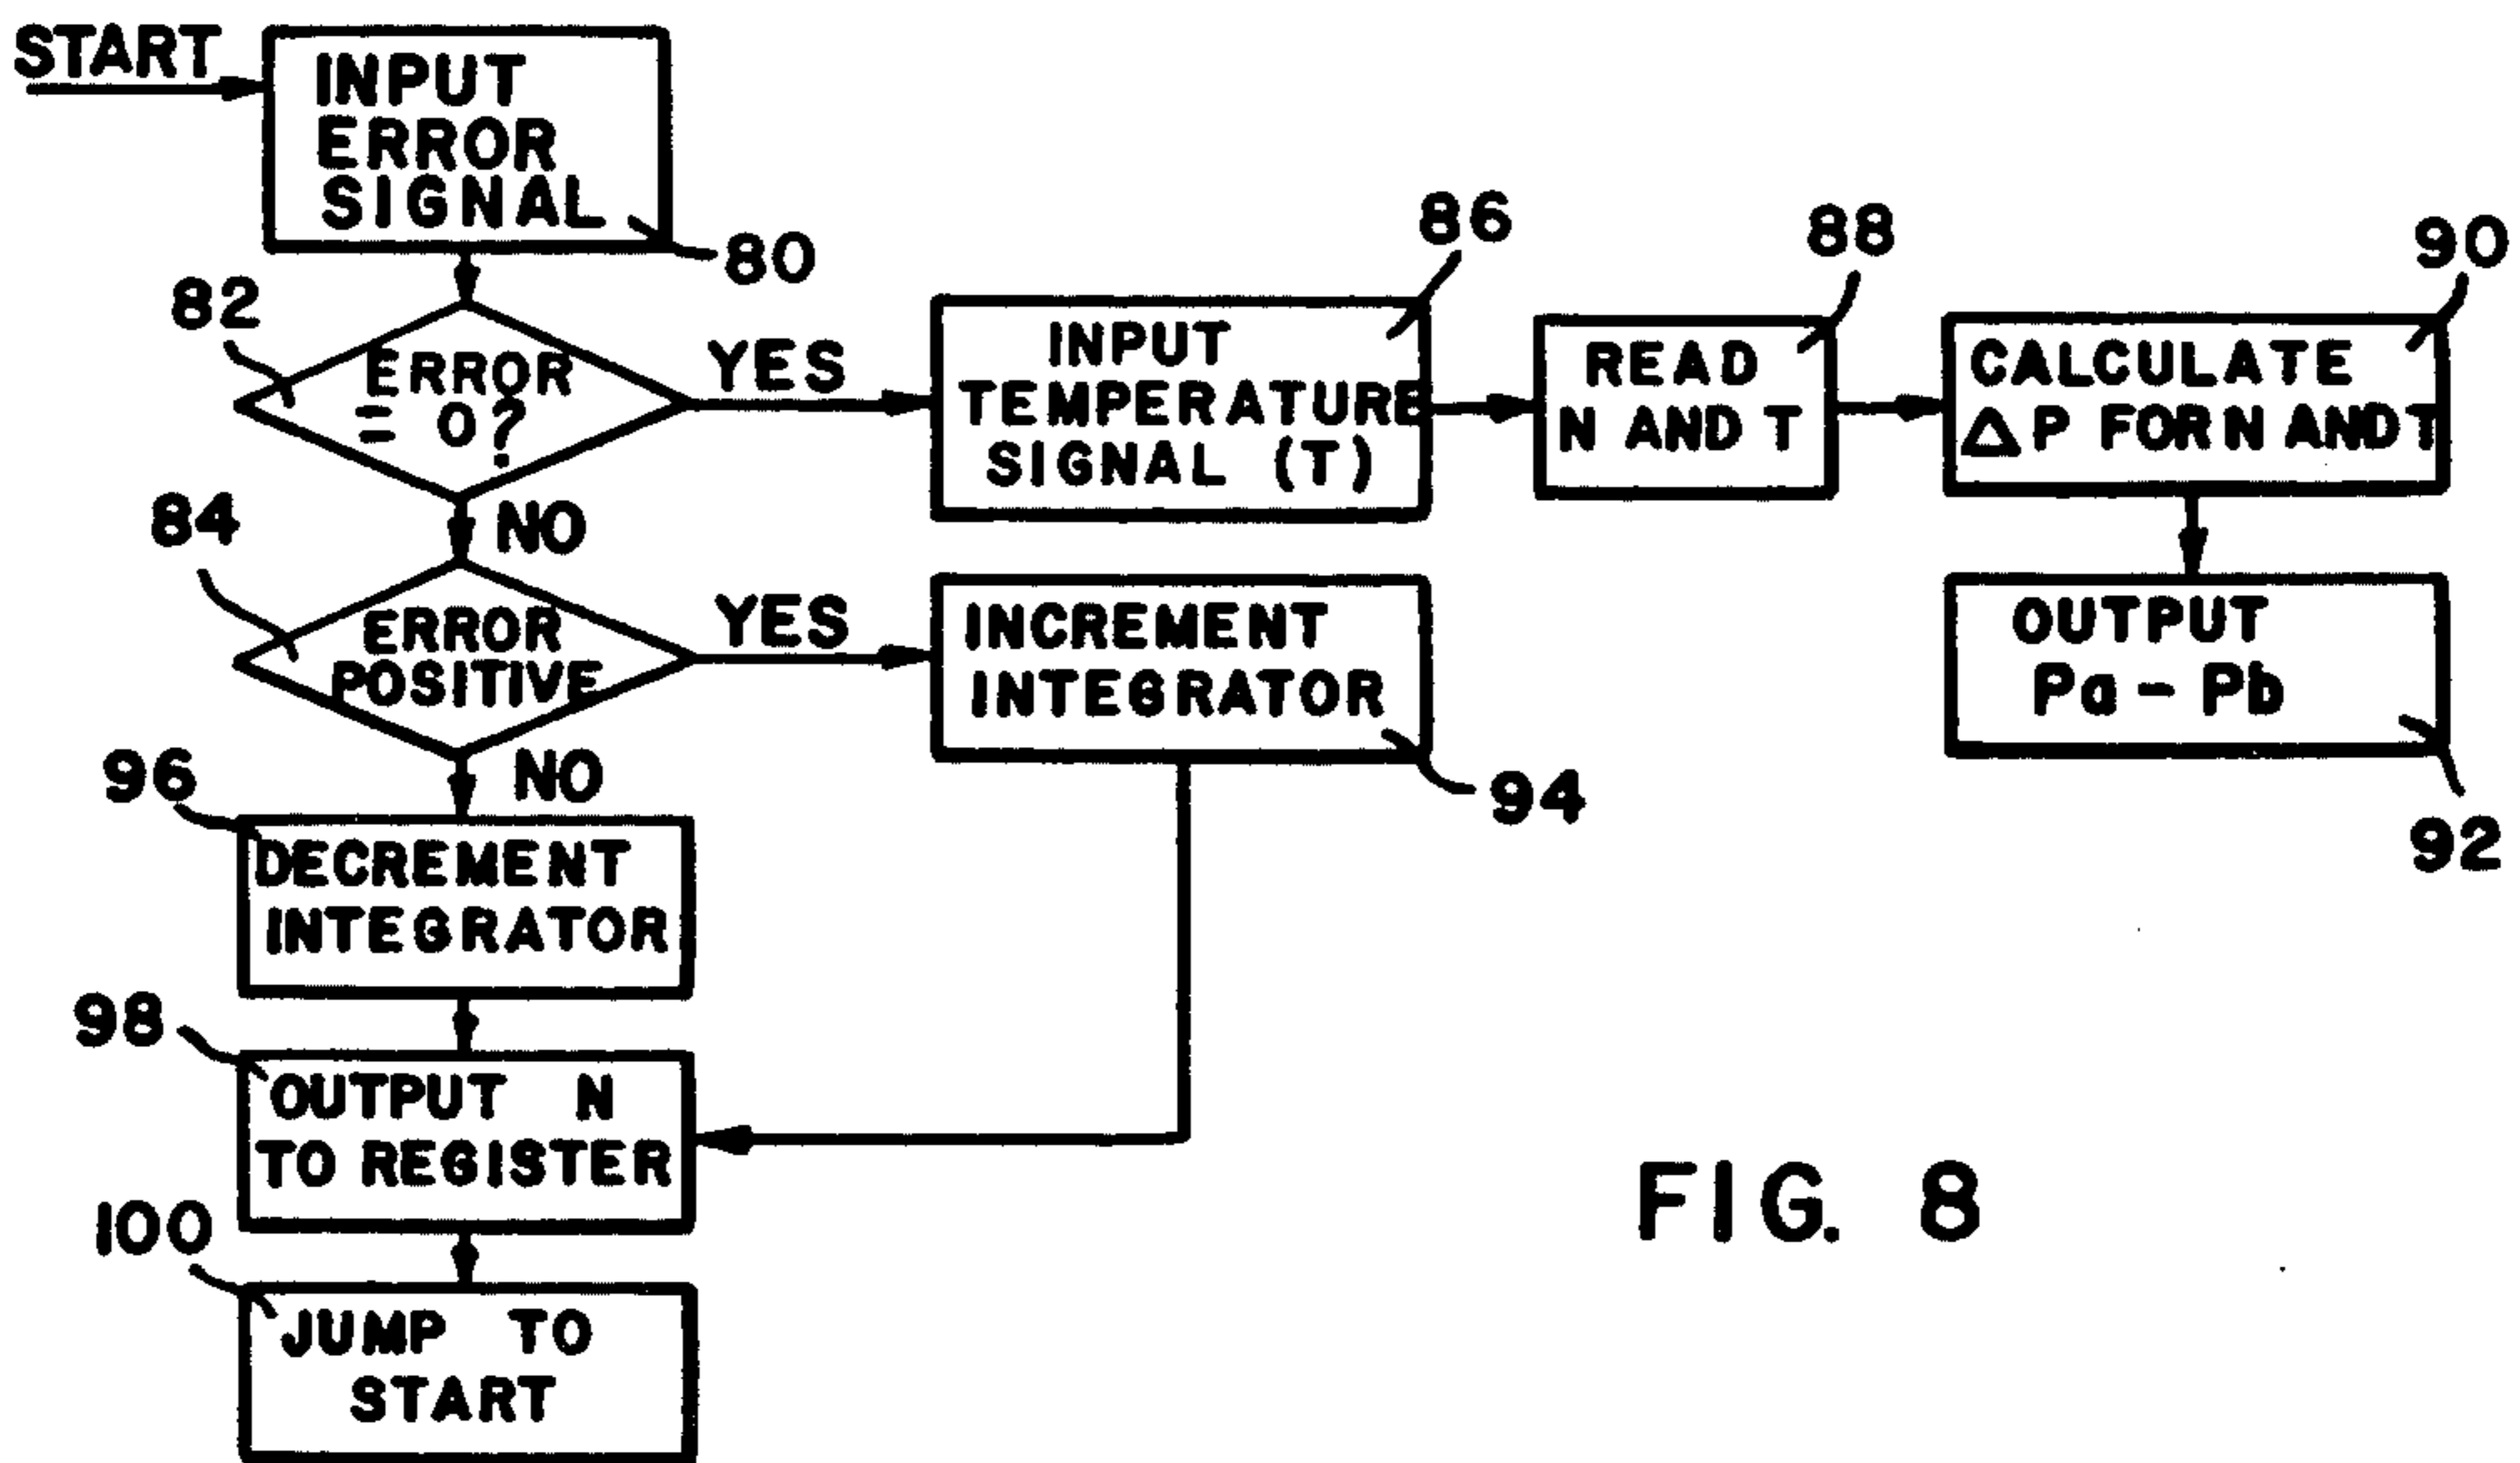 START
INPUT
ERROR
SIGNAL
80
82
ERROR
= 0?
YES
NO
86
INPUT
TEMPERATURE
SIGNAL (T)
88
READ
N AND T
90
CALCULATE
Δ P FOR N AND T
OUTPUT
Pa - Pb
92
84
ERROR
POSITIVE
YES
NO
INCREMENT
INTEGRATOR
94
96
DECREMENT
INTEGRATOR
98
OUTPUT N
TO REGISTER
100
JUMP TO
START
FIG. 8